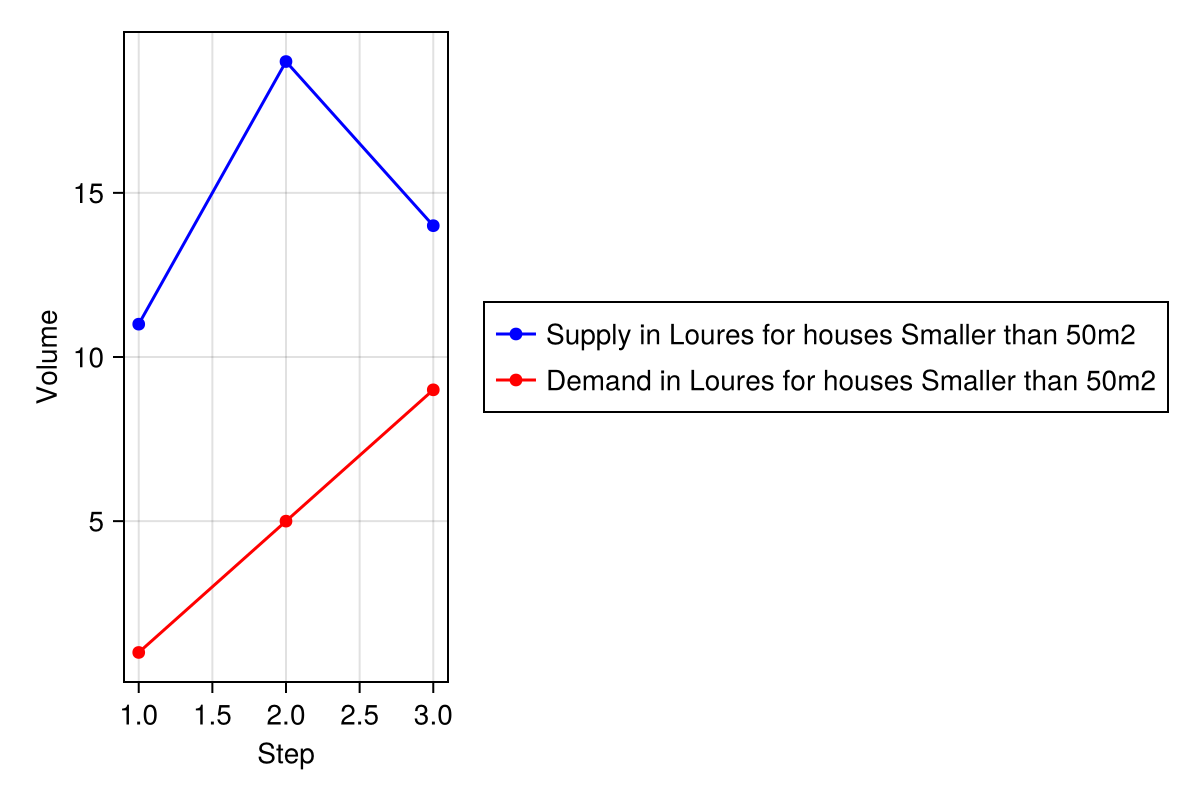 Volume
15
10
5
1.0 1.5 2.0 2.5 3.0
Step
Supply in Loures for houses Smaller than 50m2
Demand in Loures for houses Smaller than 50m2